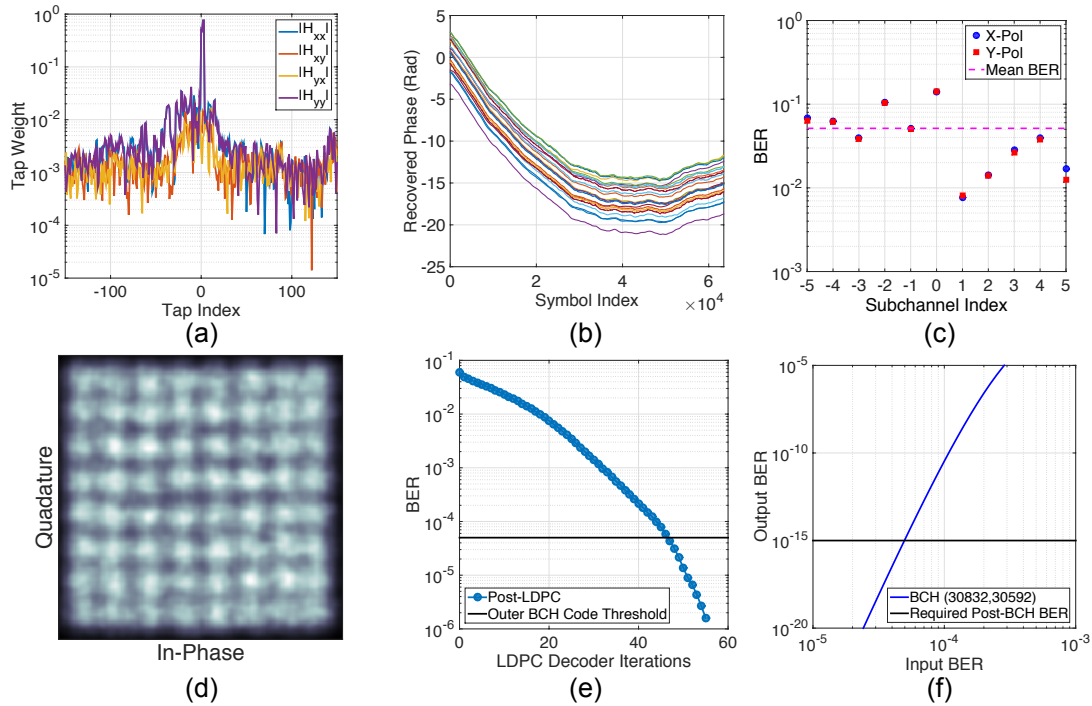 10^0
10^-1
10^-2
10^-3
10^-4
10^-5
Tap Weight
-100
0
100
Tap Index
|H_xx|
|H_xy|
|H_yx|
|H_yy|
(a)
5
0
-5
-10
-15
-20
-25
Recovered Phase (Rad)
0
2
4
6
×10^4
Symbol Index
(b)
10^0
10^-1
10^-2
10^-3
BER
X-Pol
Y-Pol
Mean BER
-5 -4 -3 -2 -1 0 1 2 3 4 5
Subchannel Index
(c)
Quadature
In-Phase
(d)
10^-1
10^-2
10^-3
10^-4
10^-5
10^-6
BER
Post-LDPC
Outer BCH Code Threshold
0
20
40
60
LDPC Decoder Iterations
(e)
10^-5
10^-10
10^-15
10^-20
Output BER
BCH (30832,30592)
Required Post-BCH BER
10^-5
10^-4
10^-3
Input BER
(f)